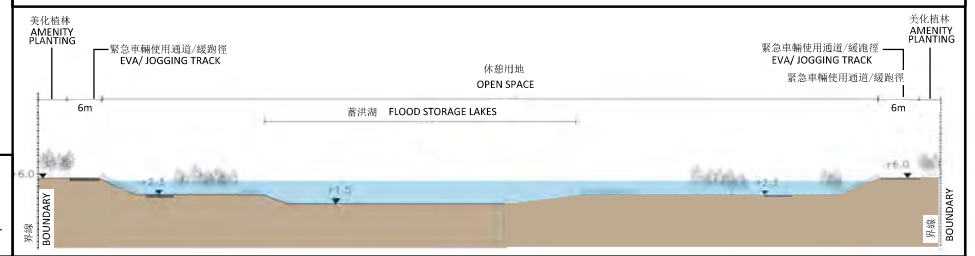 美化植林
AMENITY
PLANTING
緊急車輛使用通道/緩跑徑
EVA/ JOGGING TRACK
6m
休憩用地
OPEN SPACE
蓄洪湖 FLOOD STORAGE LAKES
美化植林
AMENITY
PLANTING
緊急車輛使用通道/緩跑徑
EVA/ JOGGING TRACK
緊急車輛使用通道/緩跑徑
6m
+6.0
+1.5
+6.0
界線
BOUNDARY
界線
BOUNDARY